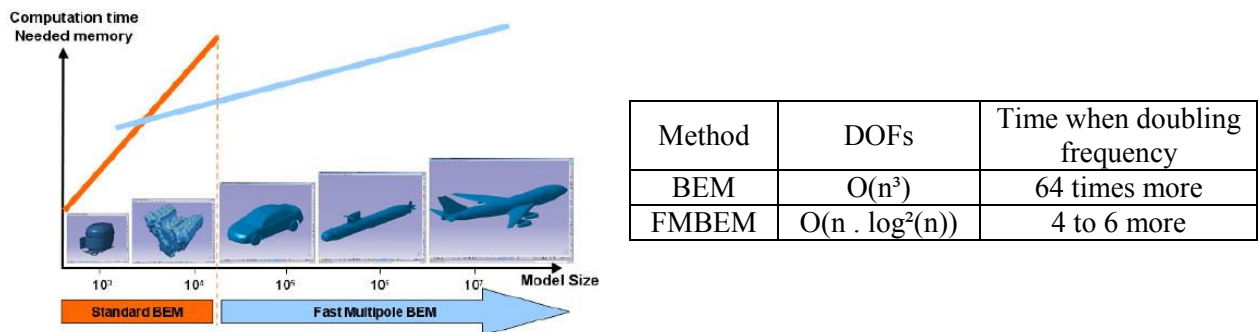 Computation time
Needed memory
10³ 10⁴ 10⁵ 10⁶ 10⁷ Model Size
Standard BEM Fast Multipole BEM
Method DOFs Time when doubling
frequency
BEM O(n³) 64 times more
FMBEM O(n . log²(n)) 4 to 6 more